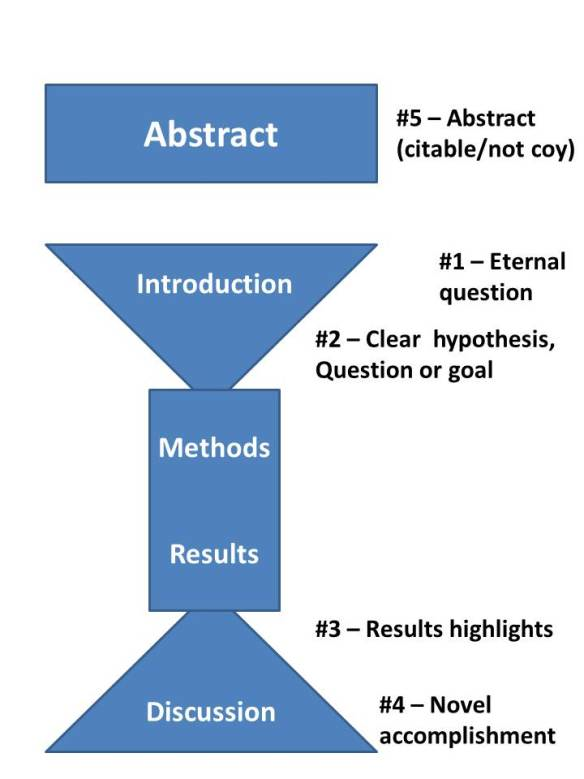 Abstract
#5 – Abstract
(citable/not coy)
Introduction
#1 – Eternal
question
#2 – Clear  hypothesis,
Question or goal
Methods
Results
#3 – Results highlights
Discussion
#4 – Novel
accomplishment